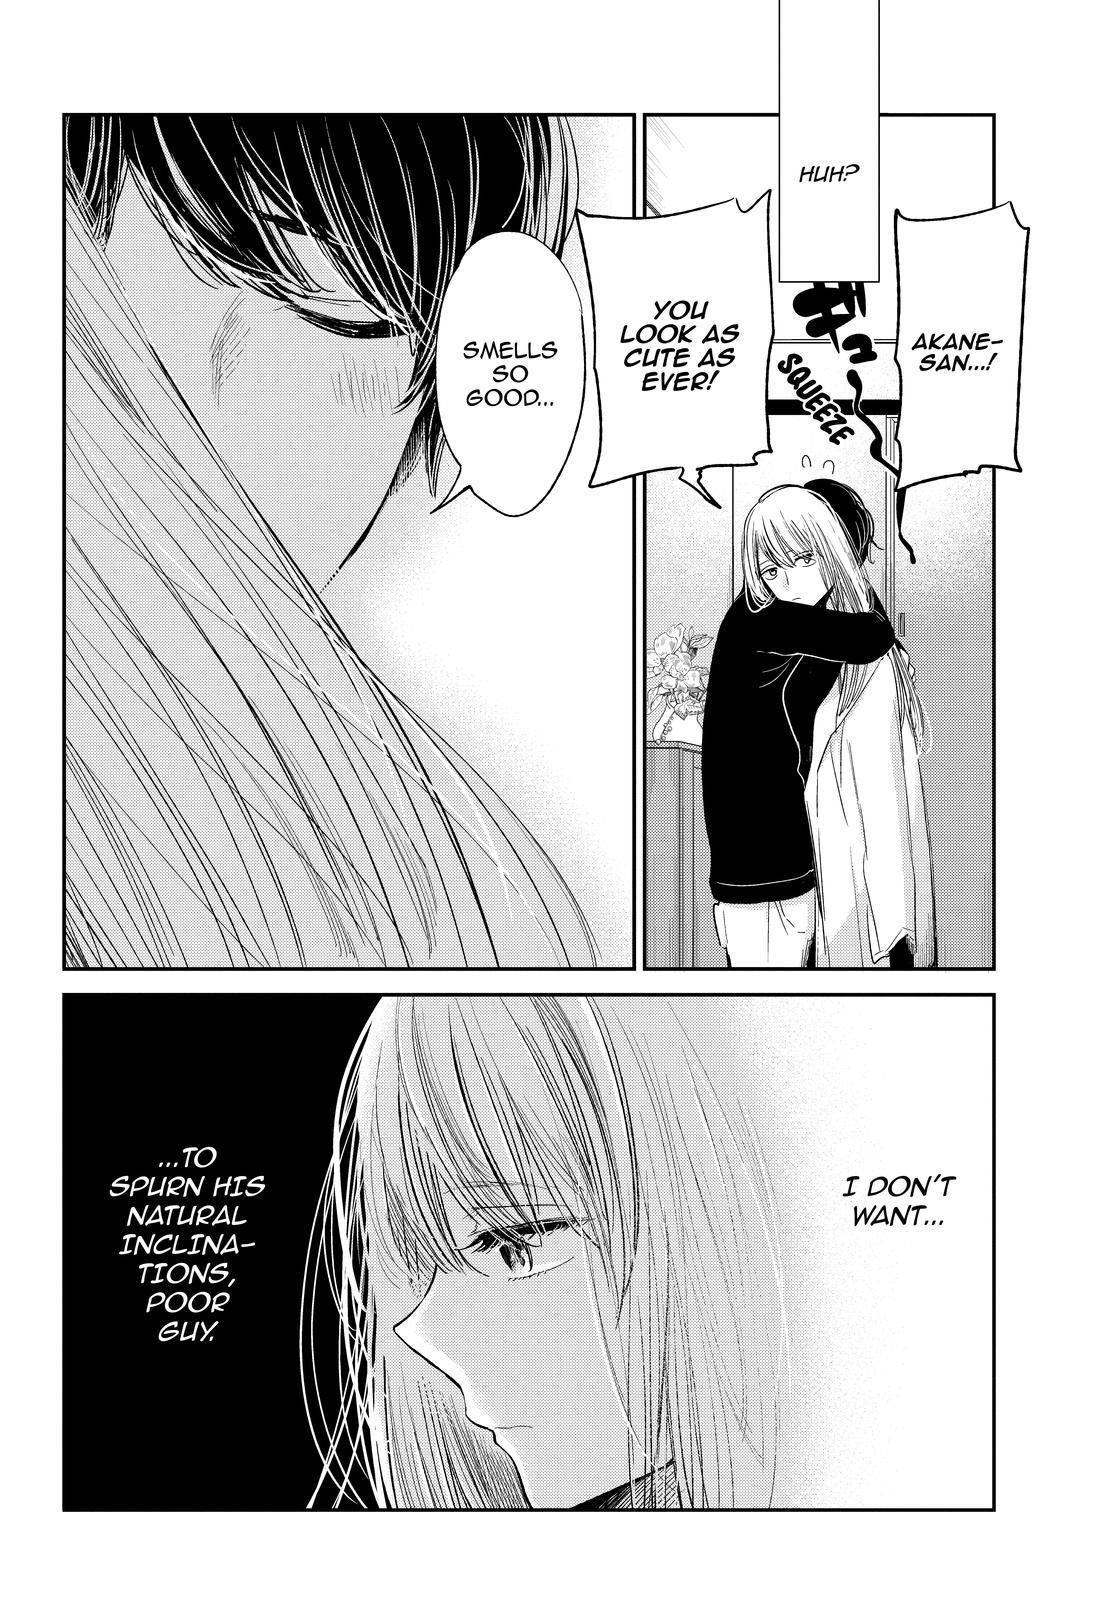 HUH?
AKANE-
SAN...!
ギュ
SQUEEZE
YOU
LOOK AS
CUTE AS
EVER!
SMELLS
SO
GOOD...
I DON'T
WANT...
...TO
SPURN HIS
NATURAL
INCLINA-
TIONS,
POOR
GUY.